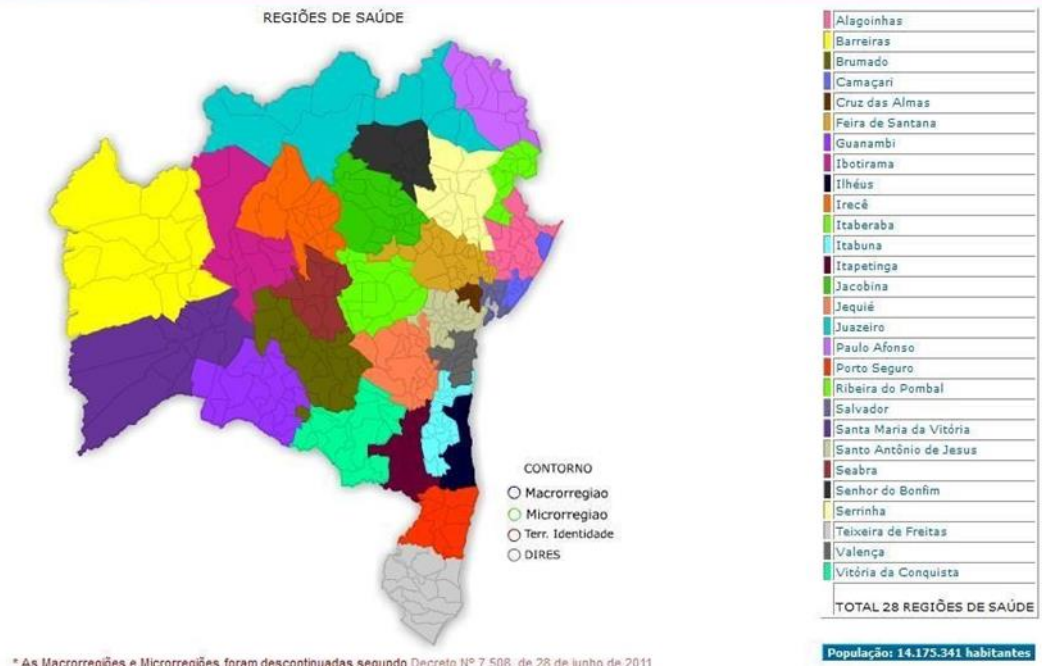 REGIÕES DE SAÚDE
CONTORNO
Macrorregiao
Microrregiao
Terr. Identidade
DIRES
Alagoinhas
Barreiras
Brumado
Camaçari
Cruz das Almas
Feira de Santana
Guanambi
Ibotirama
Ilhéus
Irecê
Itaberaba
Itabuna
Itapetinga
Jacobina
Jequié
Juazeiro
Paulo Afonso
Porto Seguro
Ribeira do Pombal
Salvador
Santa Maria da Vitória
Santo Antônio de Jesus
Seabra
Senhor do Bonfim
Serrinha
Teixeira de Freitas
Valença
Vitória da Conquista
TOTAL 28 REGIÕES DE SAÚDE
População: 14.175.341 habitantes
* As Macrorregiões e Microrregiões foram descontinuadas segundo Decreto Nº 7.508, de 28 de junho de 2011